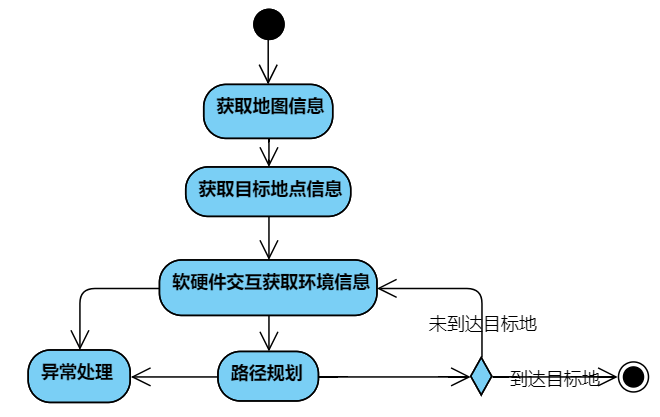 获取地图信息
获取目标地点信息
软硬件交互获取环境信息
未到达目标地
异常处理
路径规划
到达目标地